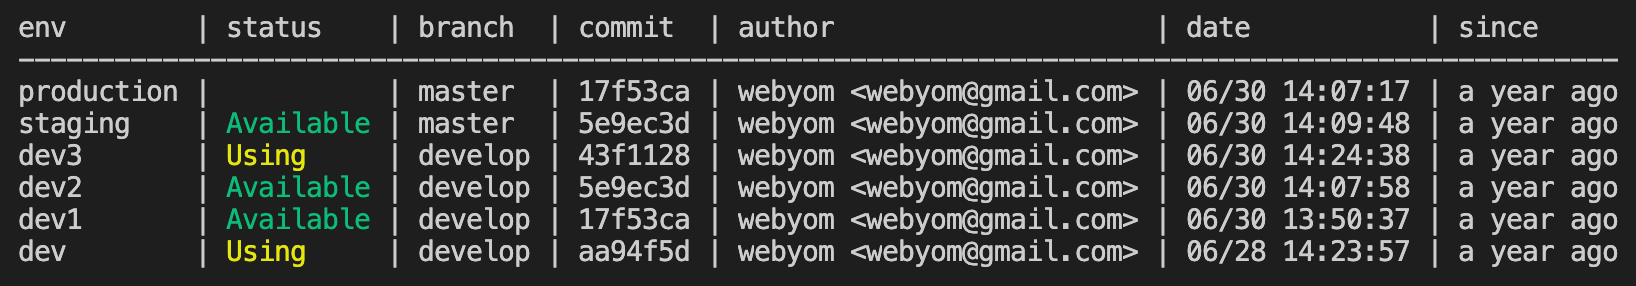 env        | status   | branch  | commit  | author                    | date           | since
----------------------------------------------------------------------------------------------------
production |          | master  | 17f53ca | webyom <webyom@gmail.com> | 06/30 14:07:17 | a year ago
staging    | Available | master  | 5e9ec3d | webyom <webyom@gmail.com> | 06/30 14:09:48 | a year ago
dev3       | Using    | develop | 43f1128 | webyom <webyom@gmail.com> | 06/30 14:24:38 | a year ago
dev2       | Available | develop | 5e9ec3d | webyom <webyom@gmail.com> | 06/30 14:07:58 | a year ago
dev1       | Available | develop | 17f53ca | webyom <webyom@gmail.com> | 06/30 13:50:37 | a year ago
dev        | Using    | develop | aa94f5d | webyom <webyom@gmail.com> | 06/28 14:23:57 | a year ago